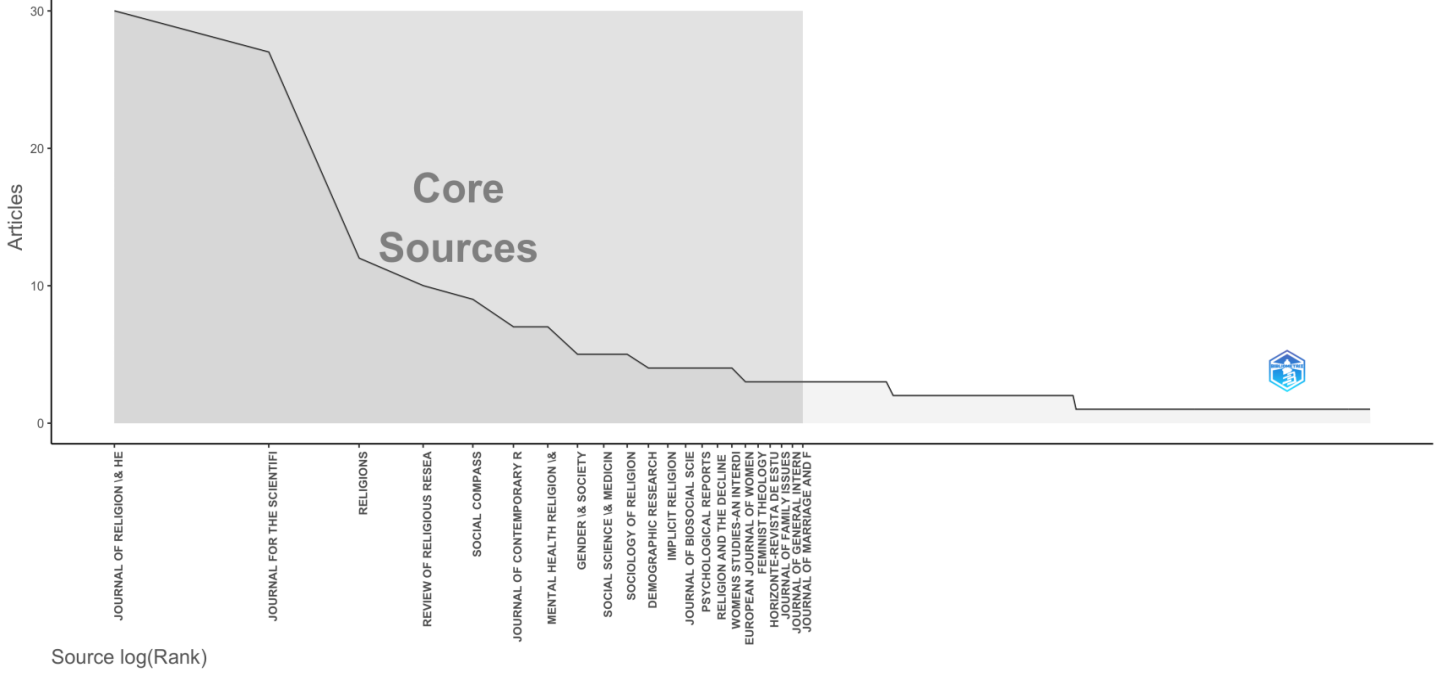 30
20
10
0
Articles
Core
Sources
BIBLIOMETRIX
JOURNAL OF RELIGION \& HE
JOURNAL FOR THE SCIENTIFI
RELIGIONS
REVIEW OF RELIGIOUS RESEA
SOCIAL COMPASS
JOURNAL OF CONTEMPORARY R
MENTAL HEALTH RELIGION \&
GENDER \& SOCIETY
SOCIAL SCIENCE \& MEDICIN
SOCIOLOGY OF RELIGION
DEMOGRAPHIC RESEARCH
IMPLICIT RELIGION
JOURNAL OF BIOSOCIAL SCIE
PSYCHOLOGICAL REPORTS
RELIGION AND THE DECLINE
WOMENS STUDIES-AN INTERDI
EUROPEAN JOURNAL OF WOMEN
FEMINIST THEOLOGY
HORIZONTE-REVISTA DE ESTU
JOURNAL OF FAMILY ISSUES
JOURNAL OF GENERAL INTERN
JOURNAL OF MARRIAGE AND F
Source log(Rank)